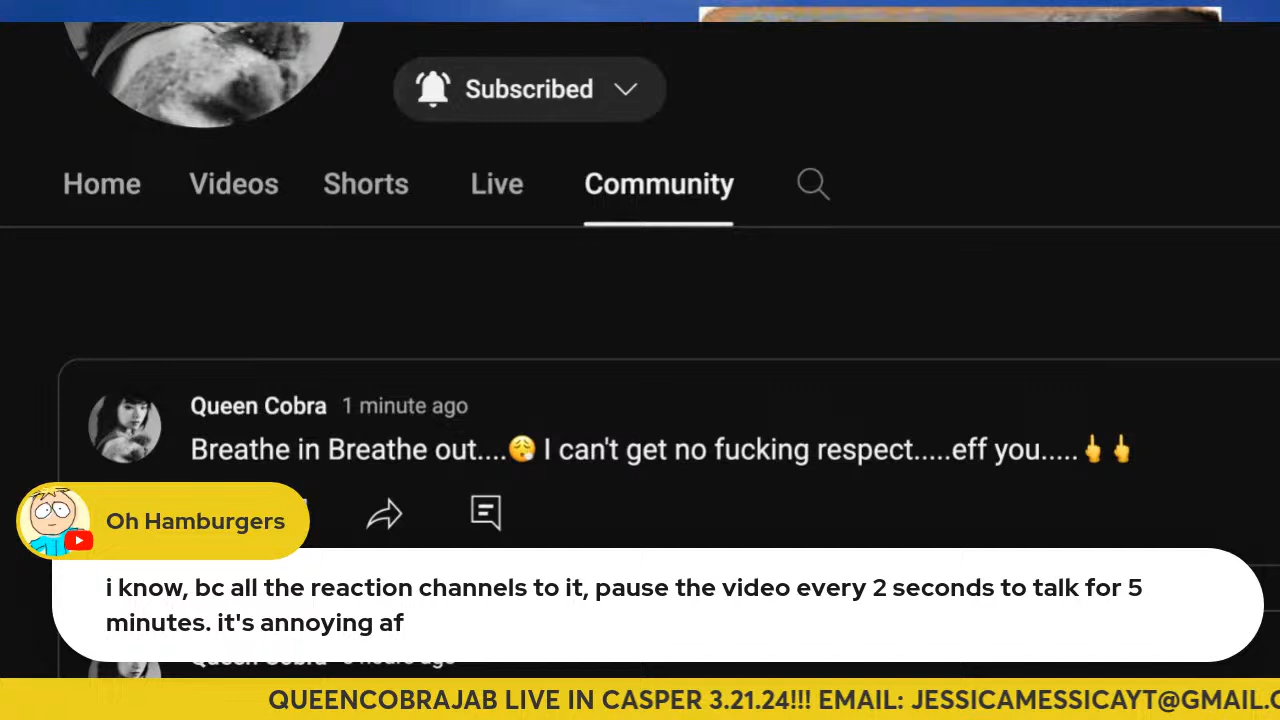 Subscribed
Home Videos Shorts Live Community
Queen Cobra 1 minute ago
Breathe in Breathe out....😮‍💨 I can't get no fucking respect.....eff you.....🖕🖕
Oh Hamburgers
i know, bc all the reaction channels to it, pause the video every 2 seconds to talk for 5
minutes. it's annoying af
QUEENCOBRAJAB LIVE IN CASPER 3.21.24!!! EMAIL: JESSICAMESSICAYT@GMAIL.C